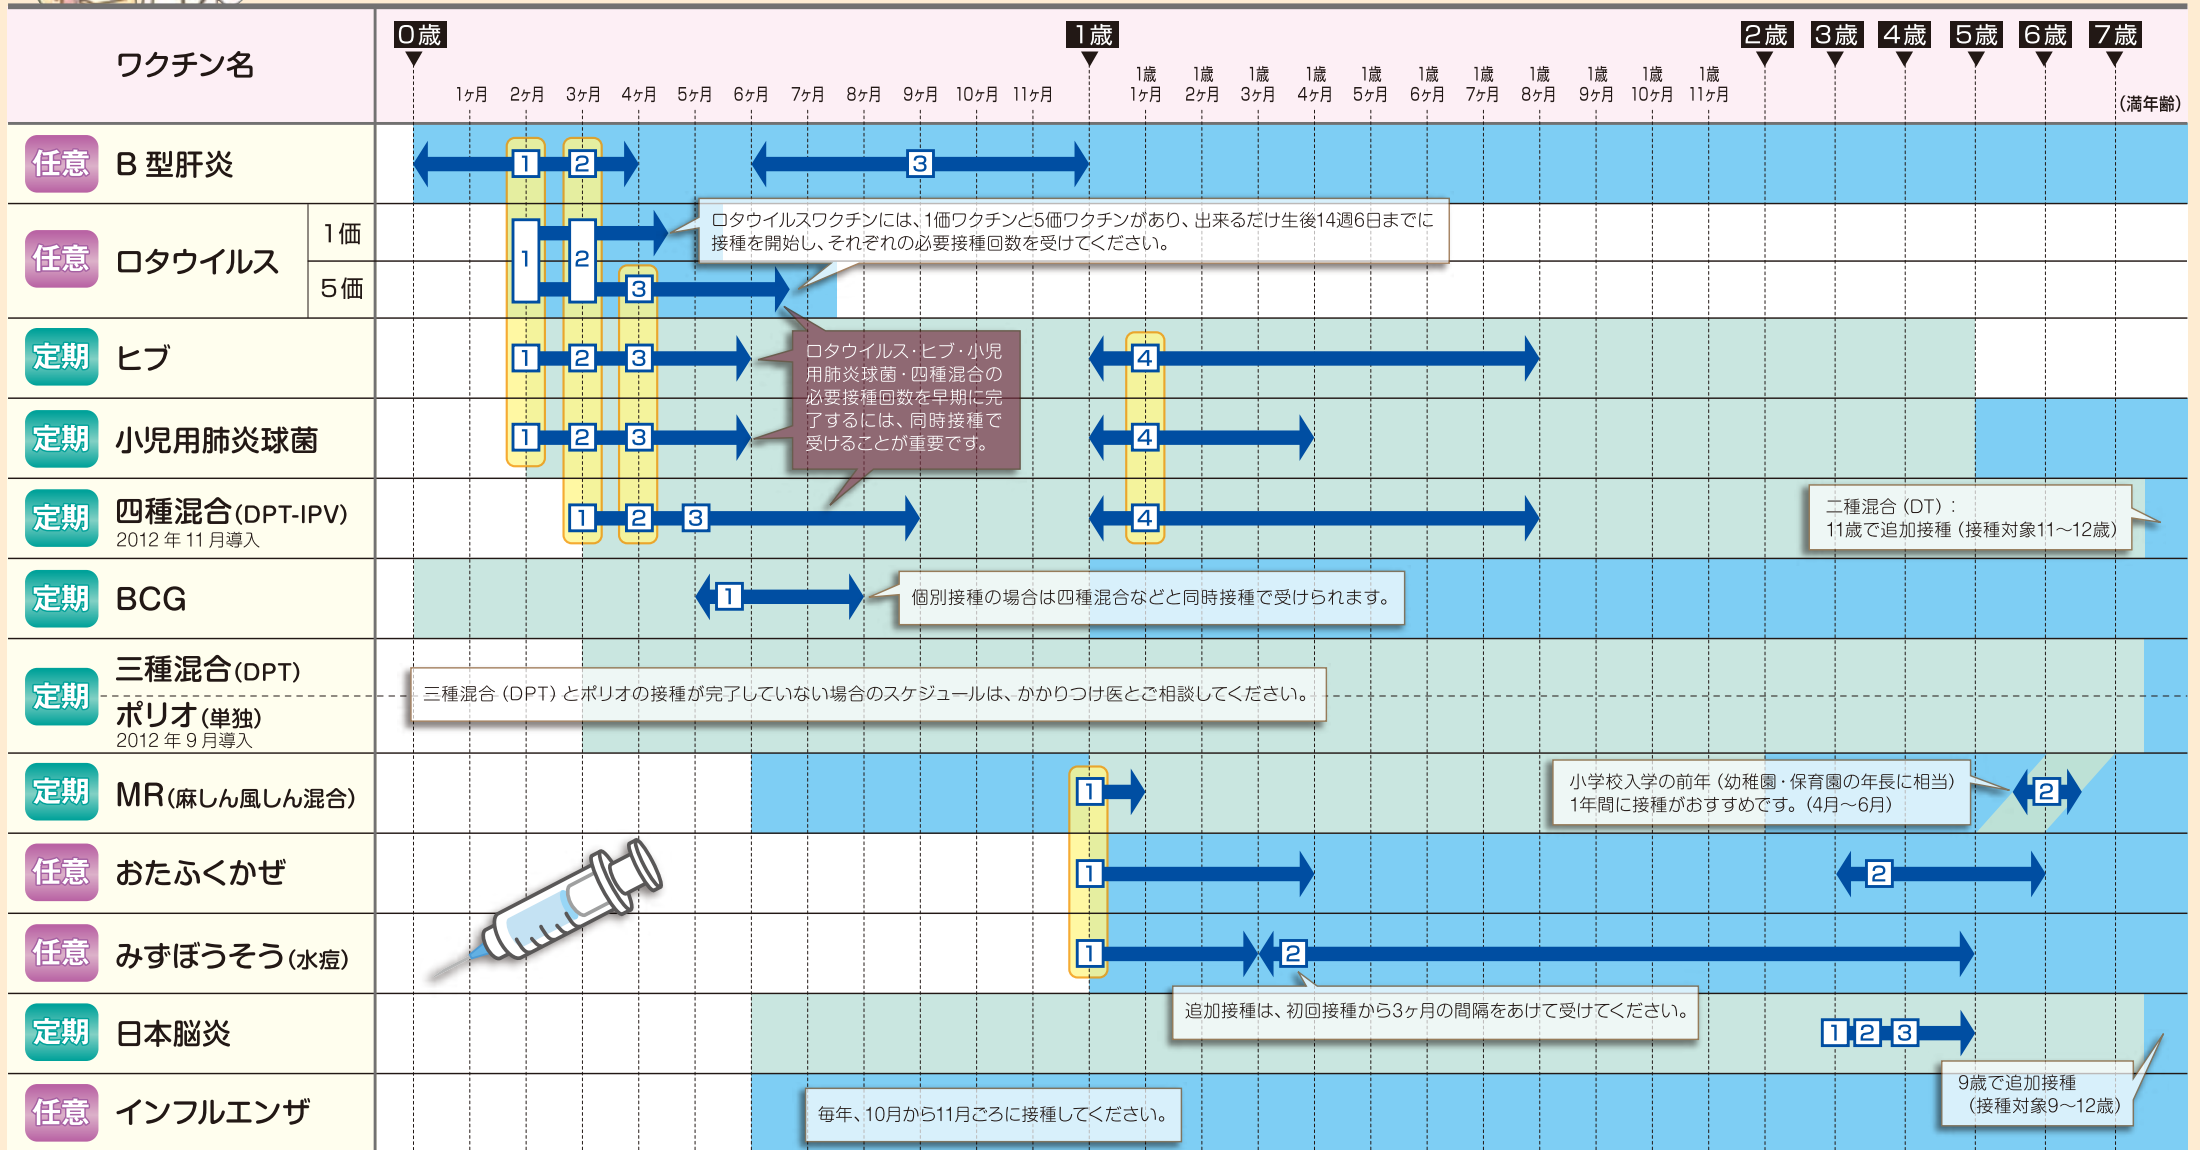 ワクチン名
0歳 1歳 2歳 3歳 4歳 5歳 6歳 7歳
1ヶ月 2ヶ月 3ヶ月 4ヶ月 5ヶ月 6ヶ月 7ヶ月 8ヶ月 9ヶ月 10ヶ月 11ヶ月
1歳 1歳 1歳 1歳 1歳 1歳 1歳 1歳 1歳 1歳 1歳
1ヶ月 2ヶ月 3ヶ月 4ヶ月 5ヶ月 6ヶ月 7ヶ月 8ヶ月 9ヶ月 10ヶ月 11ヶ月
(満年齢)
任意 B型肝炎
1 2 3
任意 ロタウイルス
1価
5価
1 2 3
ロタウイルスワクチンには、1価ワクチンと5価ワクチンがあり、出来るだけ生後14週6日までに
接種を開始し、それぞれの必要接種回数を受けてください。
定期 ヒブ
1 2 3 4
ロタウイルス・ヒブ・小児
用肺炎球菌・四種混合の
必要接種回数を早期に完
了するには、同時接種で
受けることが重要です。
定期 小児用肺炎球菌
1 2 3 4
定期 四種混合(DPT-IPV)
2012年11月導入
1 2 3 4
二種混合(DT):
11歳で追加接種(接種対象11〜12歳)
定期 BCG
1
個別接種の場合は四種混合などと同時接種で受けられます。
定期 三種混合(DPT)
ポリオ(単独)
2012年9月導入
三種混合(DPT)とポリオの接種が完了していない場合のスケジュールは、かかりつけ医とご相談してください。
定期 MR(麻しん風しん混合)
1 2
小学校入学の前年(幼稚園・保育園の年長に相当)
1年間に接種がおすすめです。(4月〜6月)
任意 おたふくかぜ
1 2
任意 みずぼうそう(水痘)
1 2
追加接種は、初回接種から3ヶ月の間隔をあけて受けてください。
定期 日本脳炎
1 2 3
9歳で追加接種
(接種対象9〜12歳)
任意 インフルエンザ
毎年、10月から11月ごろに接種してください。